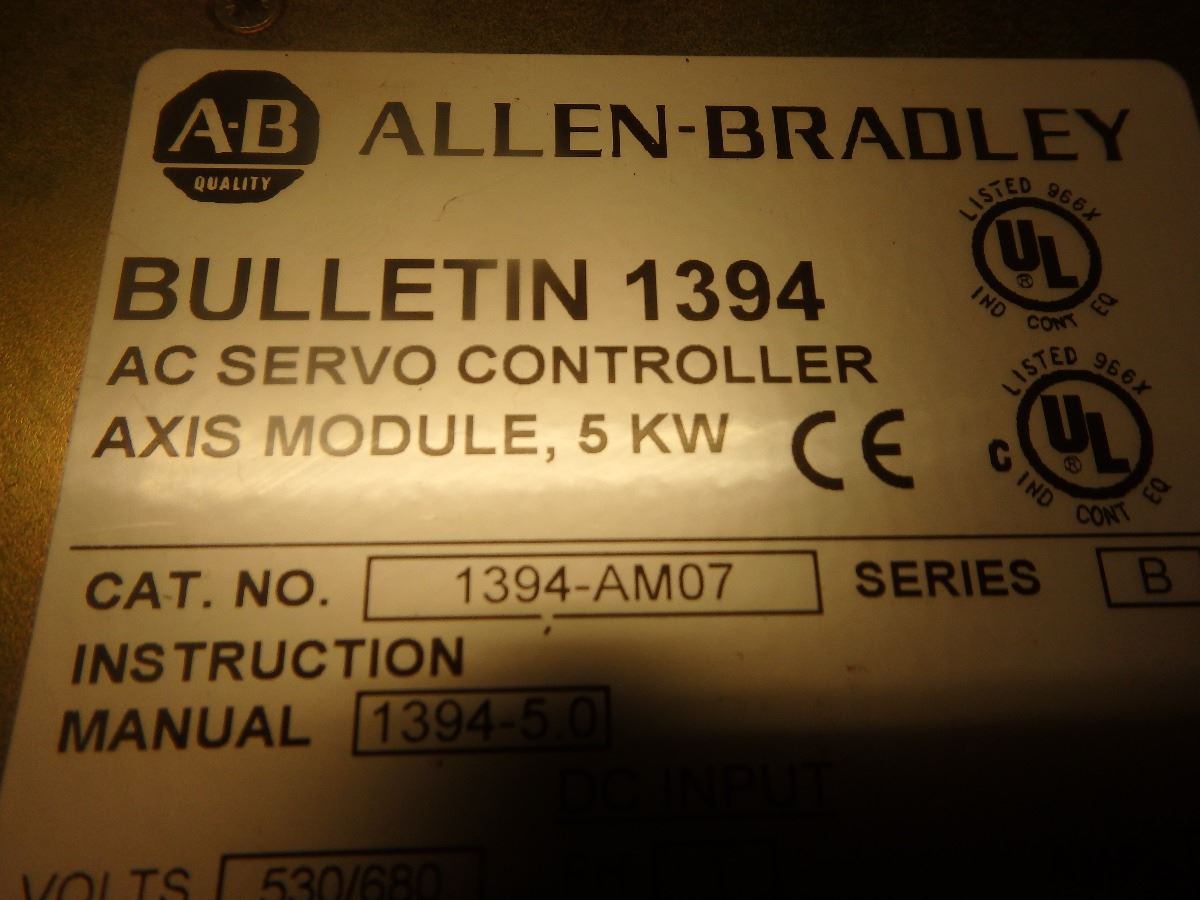 A-B
QUALITY
ALLEN-BRADLEY
LISTED 966X
UL
®
IND CONT EQ
BULLETIN 1394
AC SERVO CONTROLLER
AXIS MODULE, 5 KW
CE
LISTED 966X
C UL
®
IND CONT EQ
CAT. NO. 1394-AM07 SERIES B
INSTRUCTION
MANUAL 1394-5.0
DC INPUT
VOLTS 530/680